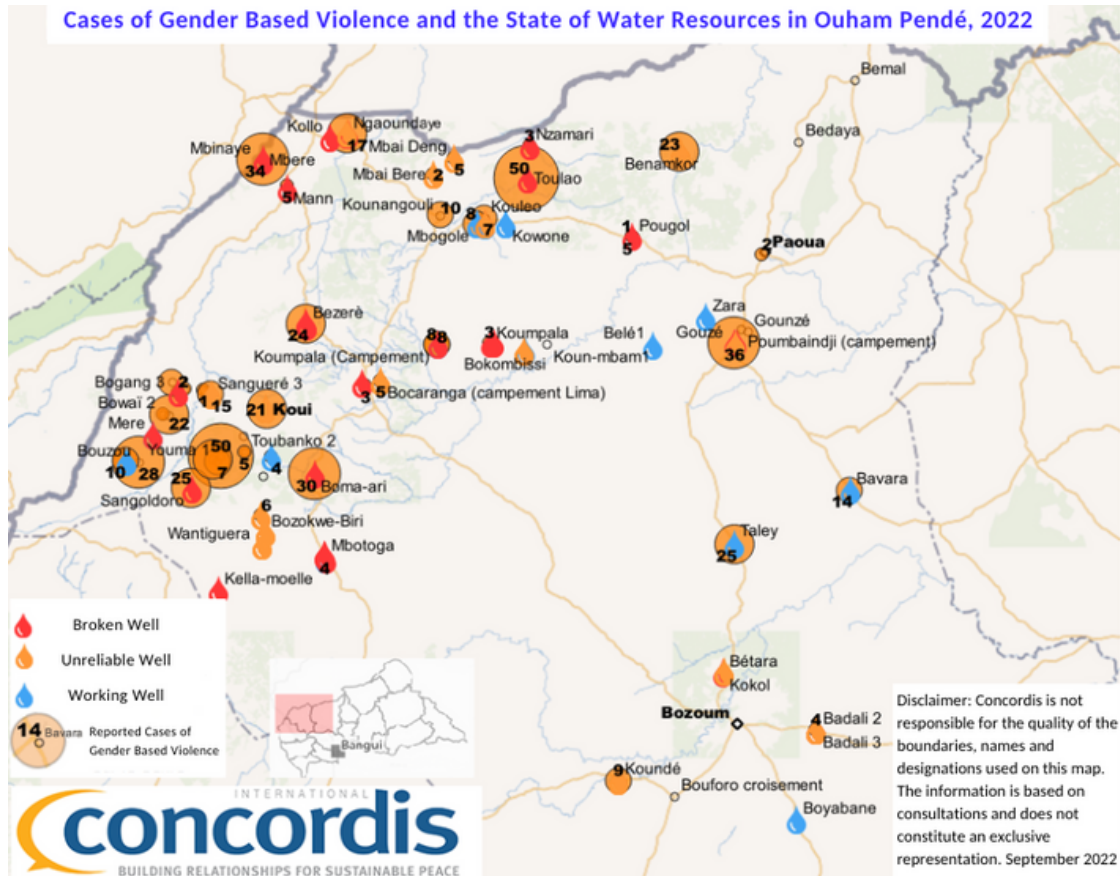 Cases of Gender Based Violence and the State of Water Resources in Ouham Pendé, 2022
Bemal
Bedaya
Kollo
Ngaoundaye
17
Mbai Deng
3
Nzamari
Mbinaye
Mbere
34
Mbai Bere
2
5
50
Toulao
23
Benamkor
5
Mann
Kounangouli
10
8
Kouleo
7
Mbogole
Kowone
1
Pougol
5
2
Paoua
Zara
Bezerè
24
Gounzé
Gouzé
Poumbaindji (campement)
36
Koumpala (Campement)
8
8
3
Koumpala
Bokombissi
Koun-mbam1
Belé1
Bogang 3
2
Sangueré 3
3
5
Bocaranga (campement Lima)
Bowaï 2
1
15
21
Koui
Mere
22
Bouzou
Youma 1
50
Toubanko 2
10
28
7
5
4
25
Sangoldoro
30
Boma-ari
Bavara
14
6
Bozokwe-Biri
Wantiguera
Taley
25
Mbotoga
4
Kella-moelle
Broken Well
Unreliable Well
Working Well
14
Bavara
Reported Cases of
Gender Based Violence
Bangui
Bétara
Kokol
Bozoum
4
Badali 2
Badali 3
9
Koundé
Bouforo croisement
Boyabane
Disclaimer: Concordis is not
responsible for the quality of the
boundaries, names and
designations used on this map.
The information is based on
consultations and does not
constitute an exclusive
representation. September 2022
INTERNATIONAL
concordis
BUILDING RELATIONSHIPS FOR SUSTAINABLE PEACE